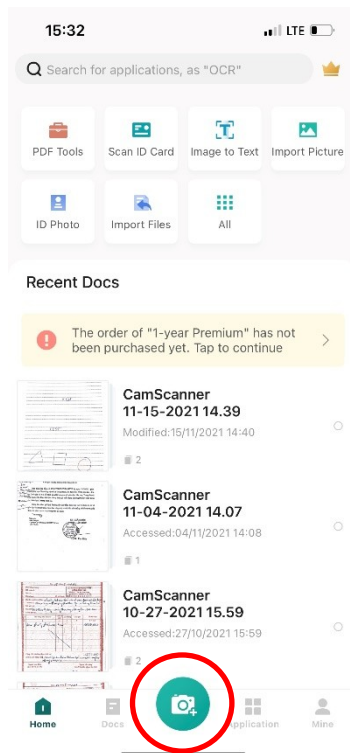 15:32
LTE
Search for applications, as "OCR"
PDF Tools
Scan ID Card
Image to Text
Import Picture
ID Photo
Import Files
All
Recent Docs
The order of "1-year Premium" has not
been purchased yet. Tap to continue
CamScanner
11-15-2021 14.39
Modified:15/11/2021 14:40
2
CamScanner
11-04-2021 14.07
Accessed:04/11/2021 14:08
1
CamScanner
10-27-2021 15.59
Accessed:27/10/2021 15:59
2
Home
Docs
Application
Mine